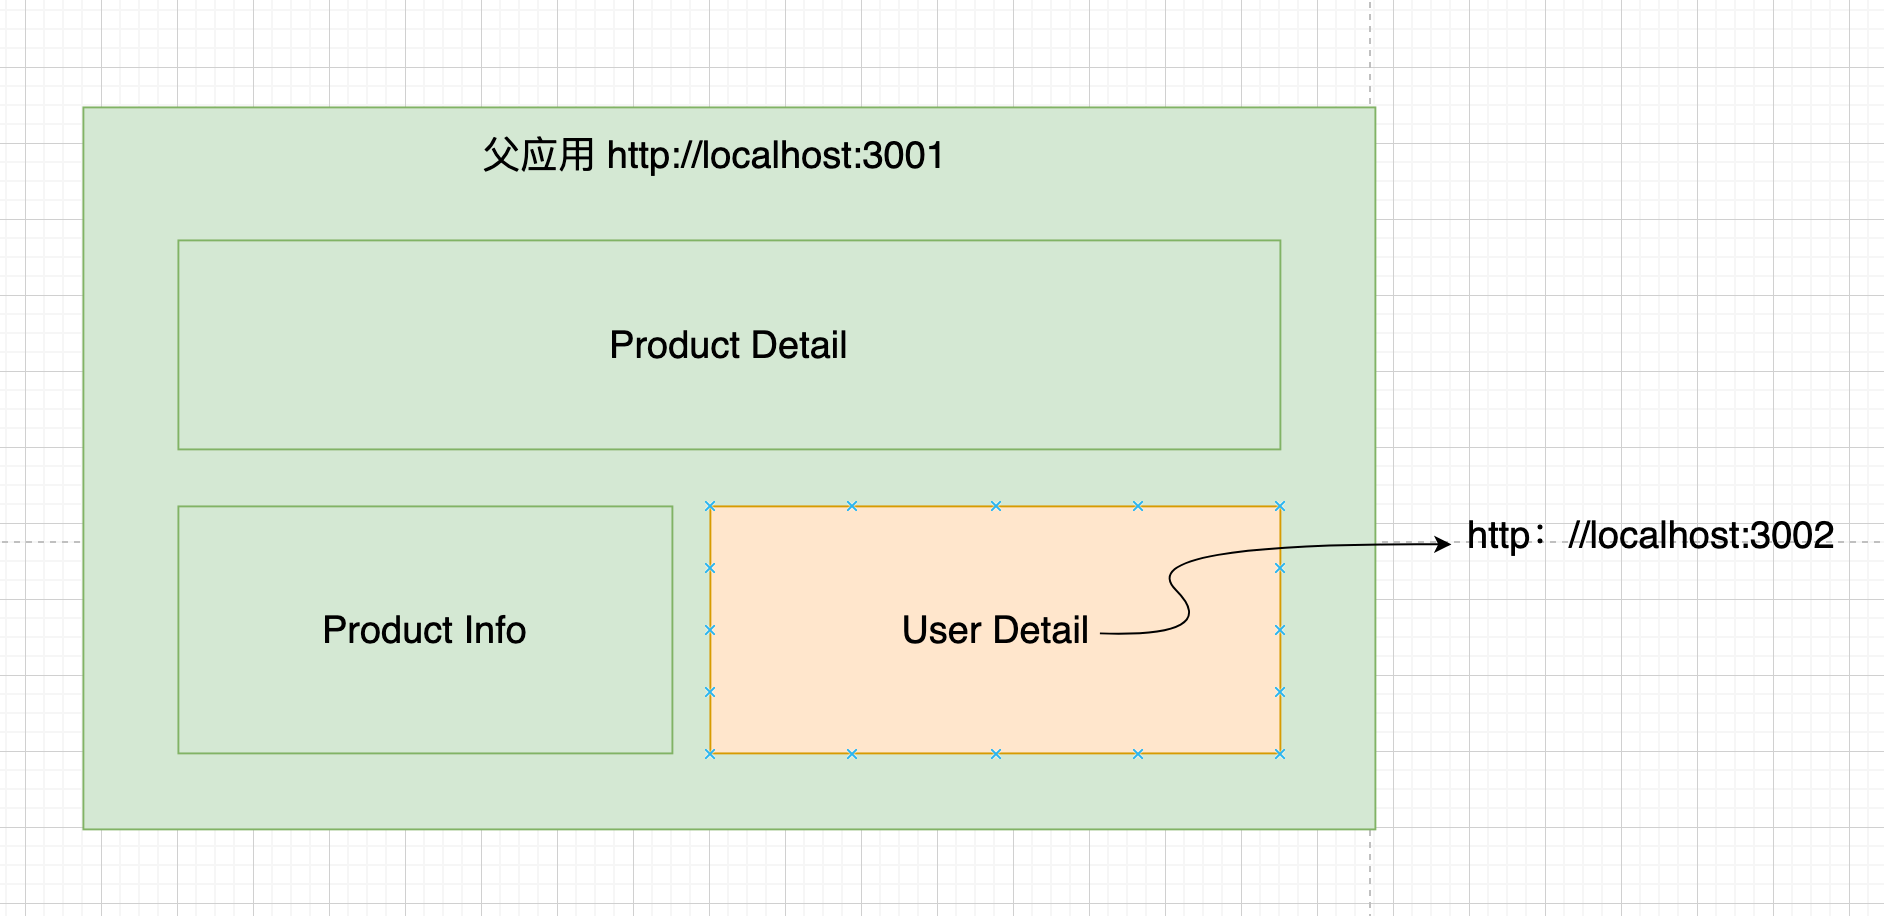 父应用 http://localhost:3001
Product Detail
Product Info
User Detail
http：//localhost:3002